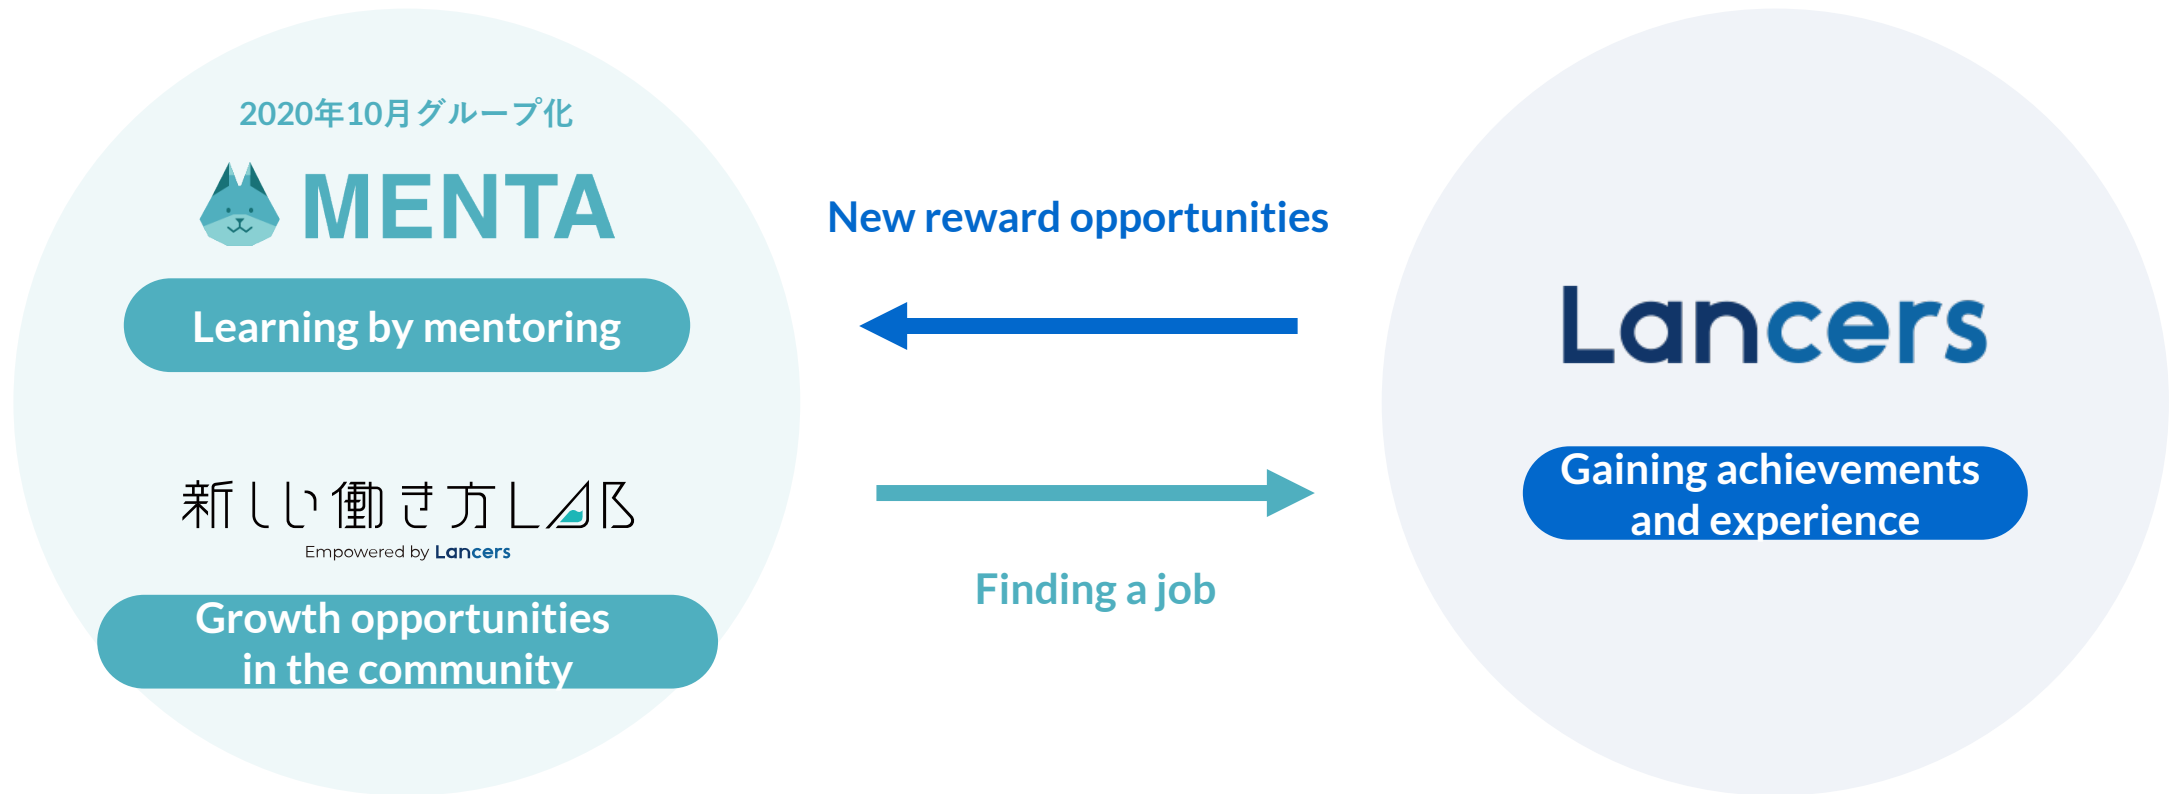 2020年10月グループ化
MENTA
Learning by mentoring
新しい働き方LAB
Empowered by Lancers
Growth opportunities
in the community
New reward opportunities
Finding a job
Lancers
Gaining achievements
and experience